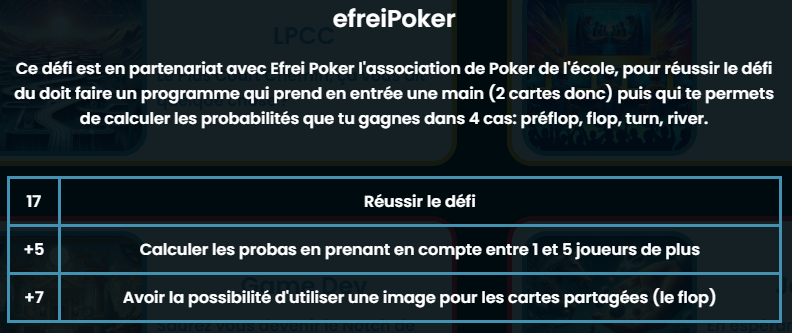 efreiPoker
LPCC
Ce défi est en partenariat avec Efrei Poker l'association de Poker de l'école, pour réussir le défi
du doit faire un programme qui prend en entrée une main (2 cartes donc) puis qui te permets
de calculer les probabilités que tu gagnes dans 4 cas: préflop, flop, turn, river.
17 Réussir le défi
+5 Calculer les probas en prenant en compte entre 1 et 5 joueurs de plus
Game Dev
+7 Avoir la possibilité d'utiliser une image pour les cartes partagées (le flop)